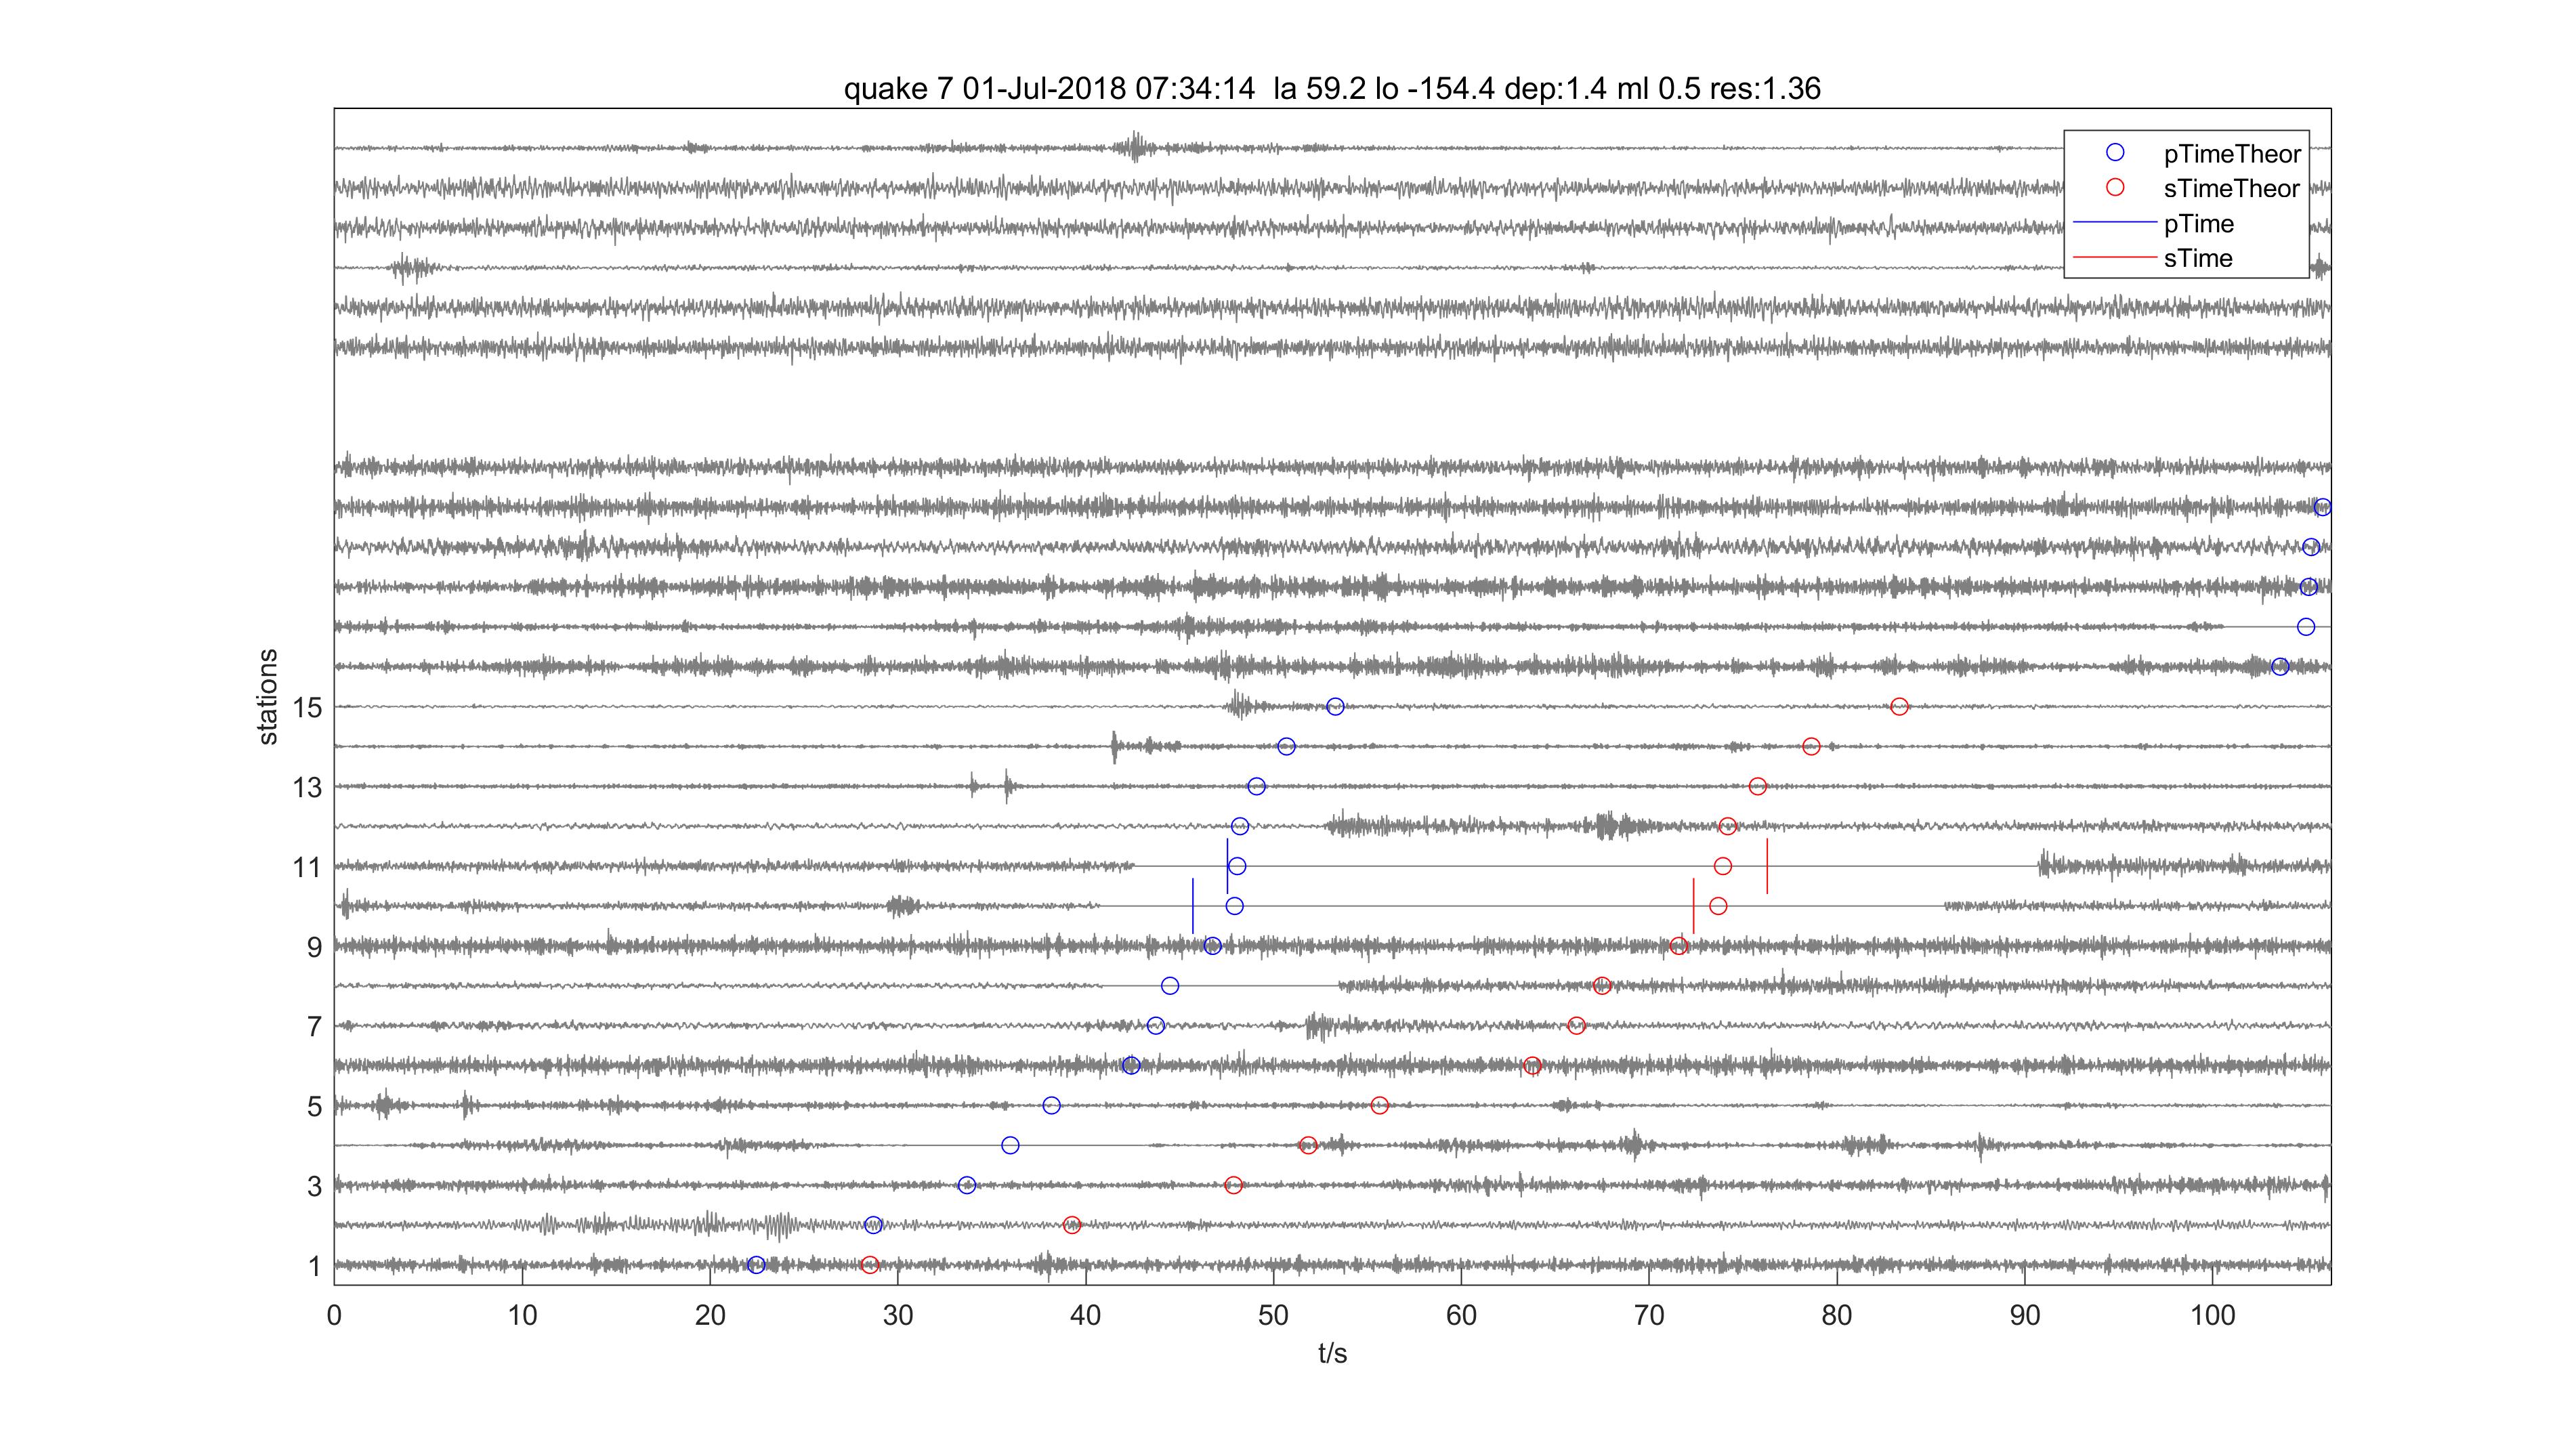 quake 7 01-Jul-2018 07:34:14  la 59.2 lo -154.4 dep:1.4 ml 0.5 res:1.36
pTimeTheor
sTimeTheor
pTime
sTime
stations
15
13
11
9
7
5
3
1
0 10 20 30 40 50 60 70 80 90 100
t/s